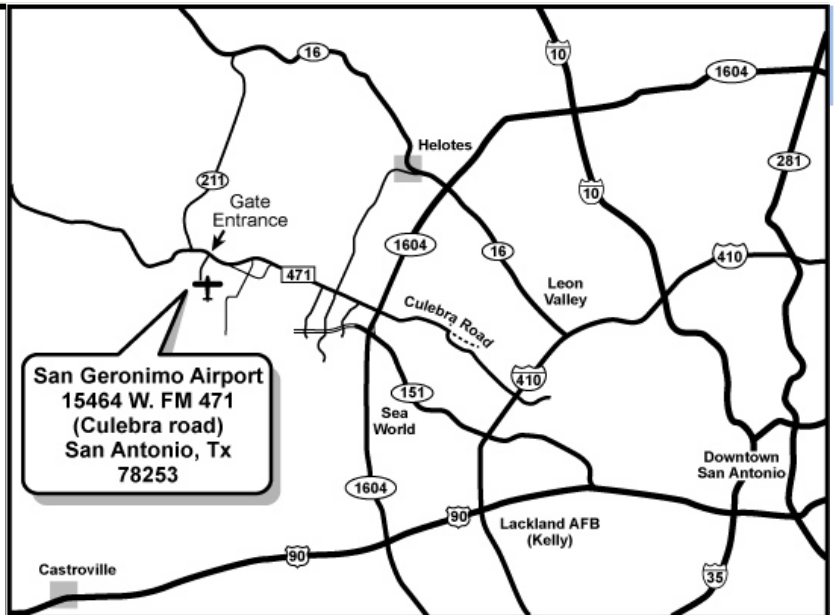 16
10
1604
Helotes
281
211
10
Gate
Entrance
1604
16
410
471
Leon
Valley
Culebra Road
410
151
San Geronimo Airport
15464 W. FM 471
(Culebra road)
San Antonio, Tx
78253
Sea
World
Downtown
San Antonio
1604
90
Lackland AFB
(Kelly)
90
Castroville
35